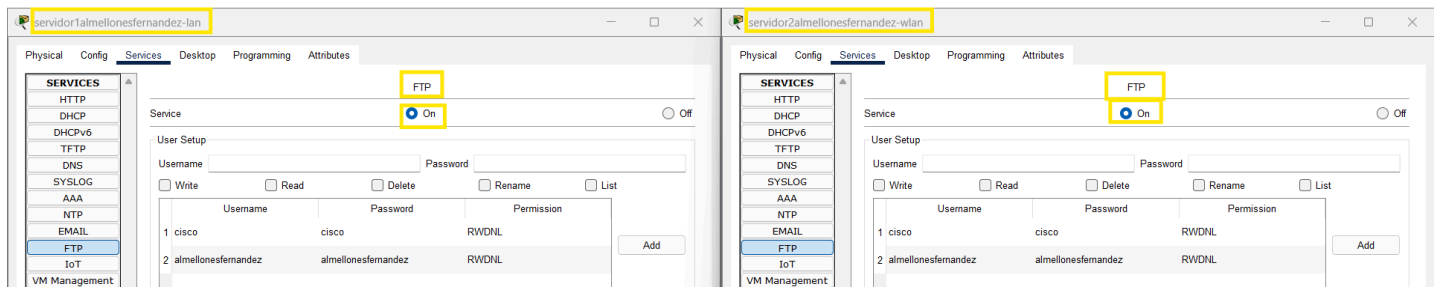 servidor1almellonesfernandez-lan
Physical Config Services Desktop Programming Attributes
SERVICES
HTTP
DHCP
DHCPv6
TFTP
DNS
SYSLOG
AAA
NTP
EMAIL
FTP
IoT
VM Management
FTP
Service On Off
User Setup
Username Password
Write Read Delete Rename List
Username Password Permission
1 cisco cisco RWDNL
2 almellonesfernandez almellonesfernandez RWDNL
Add
servidor2almellonesfernandez-wlan
Physical Config Services Desktop Programming Attributes
SERVICES
HTTP
DHCP
DHCPv6
TFTP
DNS
SYSLOG
AAA
NTP
EMAIL
FTP
IoT
VM Management
FTP
Service On Off
User Setup
Username Password
Write Read Delete Rename List
Username Password Permission
1 cisco cisco RWDNL
2 almellonesfernandez almellonesfernandez RWDNL
Add